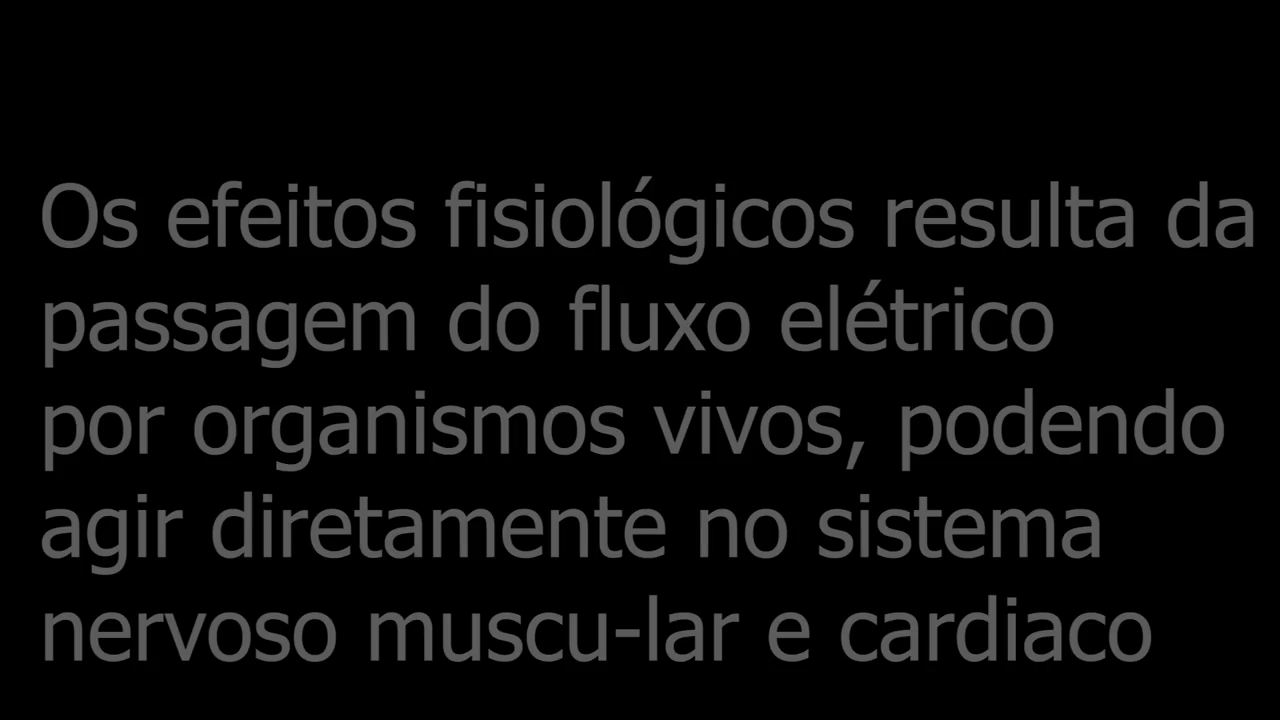 Os efeitos fisiológicos resulta da
passagem do fluxo elétrico
por organismos vivos, podendo
agir diretamente no sistema
nervoso muscu-lar e cardiaco